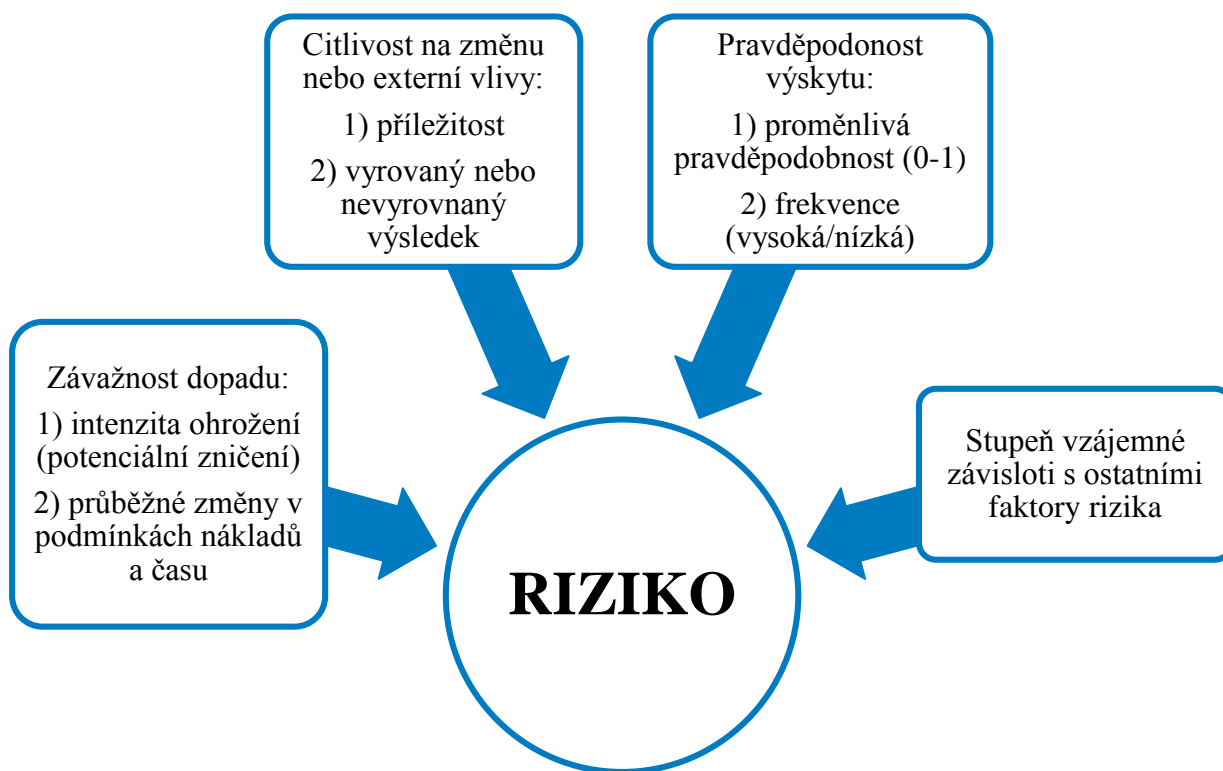 Citlivost na změnu
nebo externí vlivy:
1) příležitost
2) vyrovaný nebo
nevyrovnaný
výsledek
Pravděpodonost
výskytu:
1) proměnlivá
pravděpodobnost (0-1)
2) frekvence
(vysoká/nízká)
Závažnost dopadu:
1) intenzita ohrožení
(potenciální zničení)
2) průběžné změny v
podmínkách nákladů
a času
Stupeň vzájemné
závisloti s ostatními
faktory rizika
RIZIKO